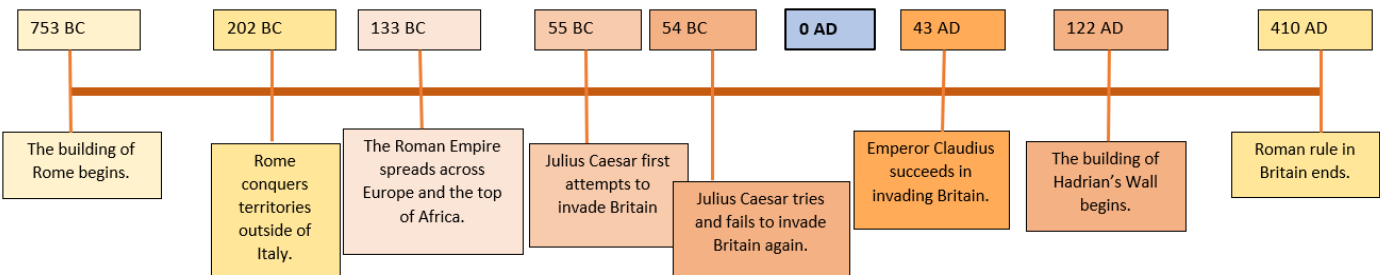 753 BC
202 BC
133 BC
55 BC
54 BC
0 AD
43 AD
122 AD
410 AD
The building of
Rome begins.
Rome
conquers
territories
outside of
Italy.
The Roman Empire
spreads across
Europe and the top
of Africa.
Julius Caesar first
attempts to
invade Britain
Julius Caesar tries
and fails to invade
Britain again.
Emperor Claudius
succeeds in
invading Britain.
The building of
Hadrian’s Wall
begins.
Roman rule in
Britain ends.